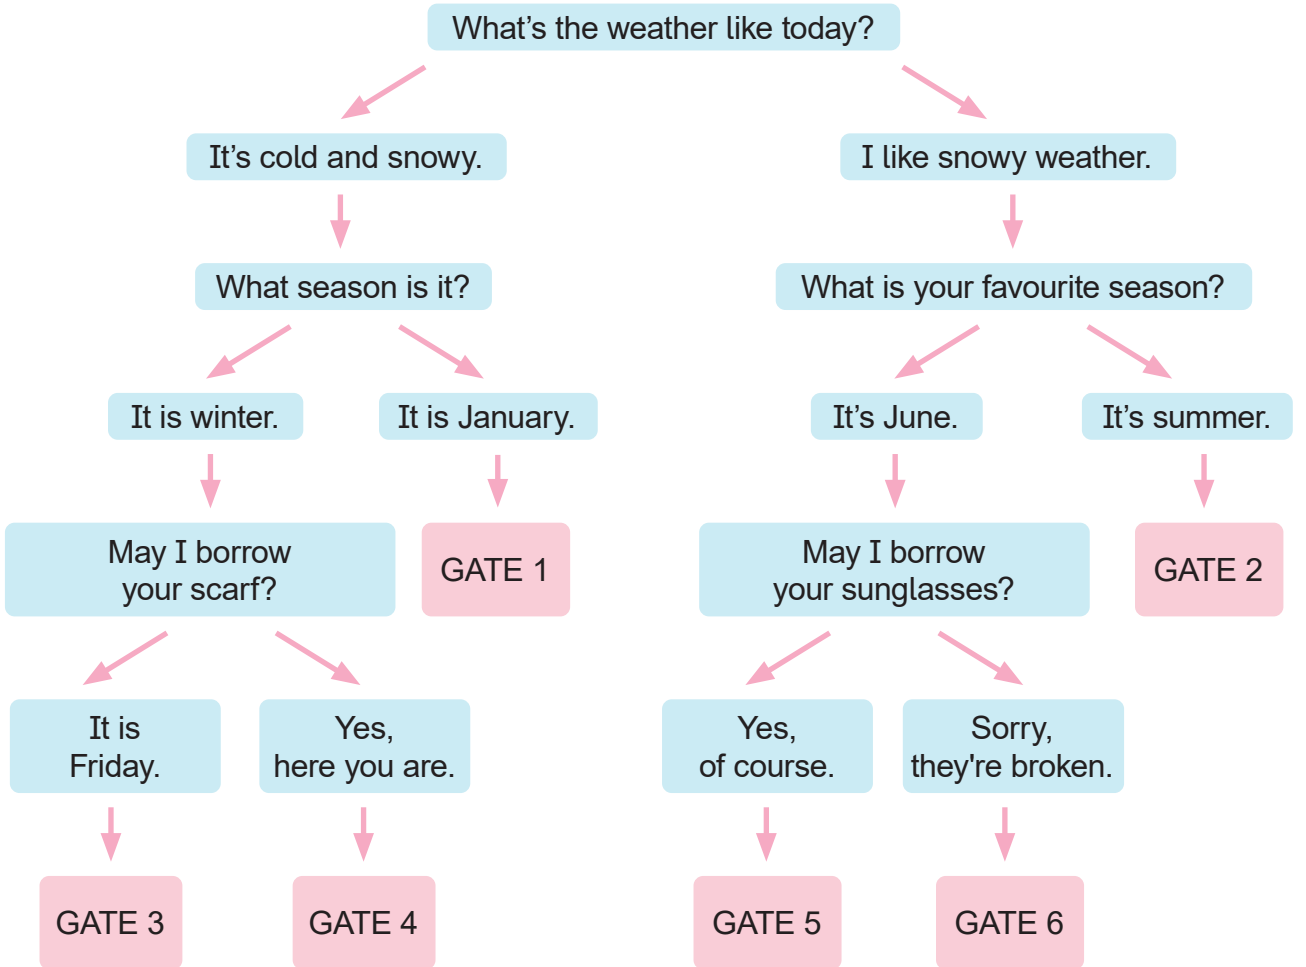 What's the weather like today?
It's cold and snowy.
I like snowy weather.
What season is it?
What is your favourite season?
It is winter.
It is January.
It's June.
It's summer.
May I borrow
your scarf?
GATE 1
May I borrow
your sunglasses?
GATE 2
It is
Friday.
Yes,
here you are.
Yes,
of course.
Sorry,
they're broken.
GATE 3
GATE 4
GATE 5
GATE 6